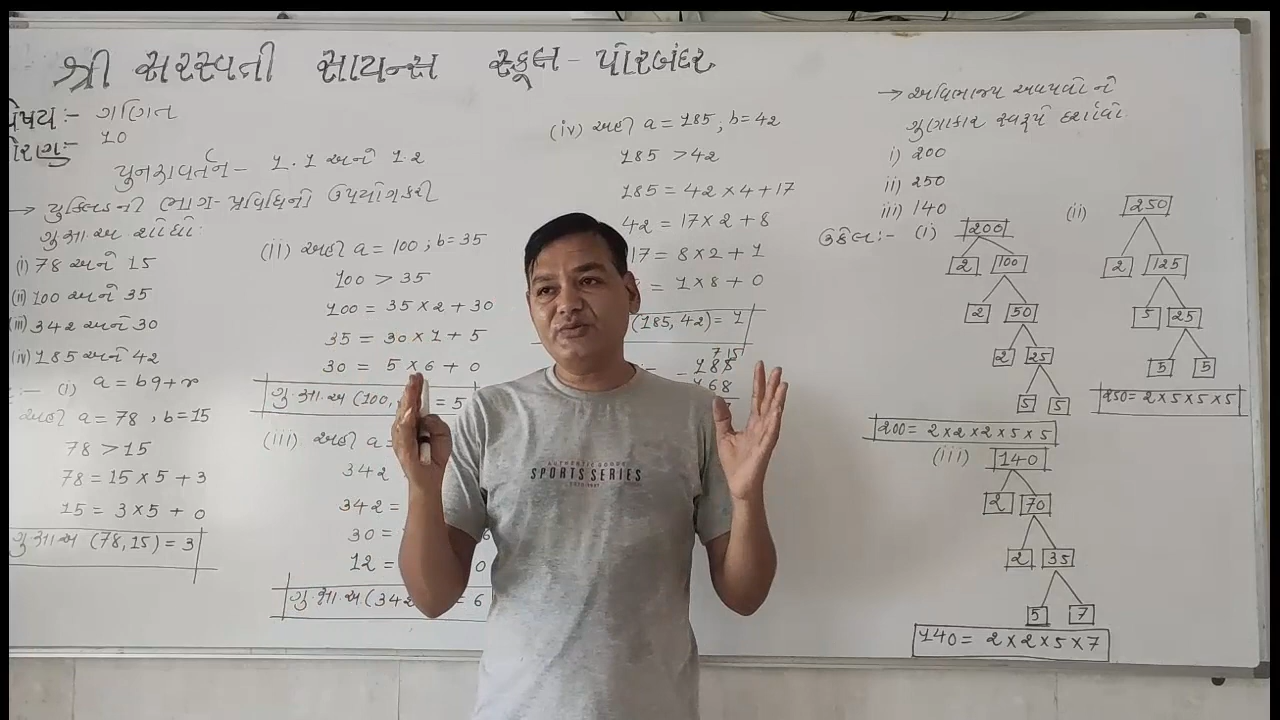 શ્રી સરસ્વતી સાયન્સ સ્કૂલ - પોરબંદર
વિષય:- ગણિત
ધોરણ:- 10
પુનરાવર્તન - 1.1 અને 1.2
→ યુક્લિડની ભાગ-પ્રવિધિનો ઉપયોગ કરી
ગુ.સા.અ શોધો:
(i) 78 અને 15
(ii) 100 અને 35
(iii) 342 અને 30
(iv) 185 અને 42
(i) a = bq + r
અહીં a = 78 , b = 15
78 > 15
78 = 15 × 5 + 3
15 = 3 × 5 + 0
ગુ.સા.અ (78, 15) = 3
(ii) અહીં a = 100 ; b = 35
100 > 35
100 = 35 × 2 + 30
35 = 30 × 1 + 5
30 = 5 × 6 + 0
ગુ.સા.અ (100, = 5
(iii) અહીં a =
342
342 =
30 =
12 = 0
ગુ.સા.અ. (342 = 6
(iv) અહીં a = 185 ; b = 42
185 > 42
185 = 42 × 4 + 17
42 = 17 × 2 + 8
17 = 8 × 2 + 1
= 1 × 8 + 0
(185, 42) = 1
→ અવિભાજ્ય અવયવોની
ગુણાકાર સ્વરૂપે દર્શાવો.
i) 200
ii) 250
iii) 140
ઉકેલ:- (i) 200
2 100
2 50
2 25
5 5
200 = 2 × 2 × 2 × 5 × 5
(ii) 250
2 125
5 25
5 5
250 = 2 × 5 × 5 × 5
(iii) 140
2 70
2 35
5 7
140 = 2 × 2 × 5 × 7
AUTHENTIC GOODS
SPORTS SERIES